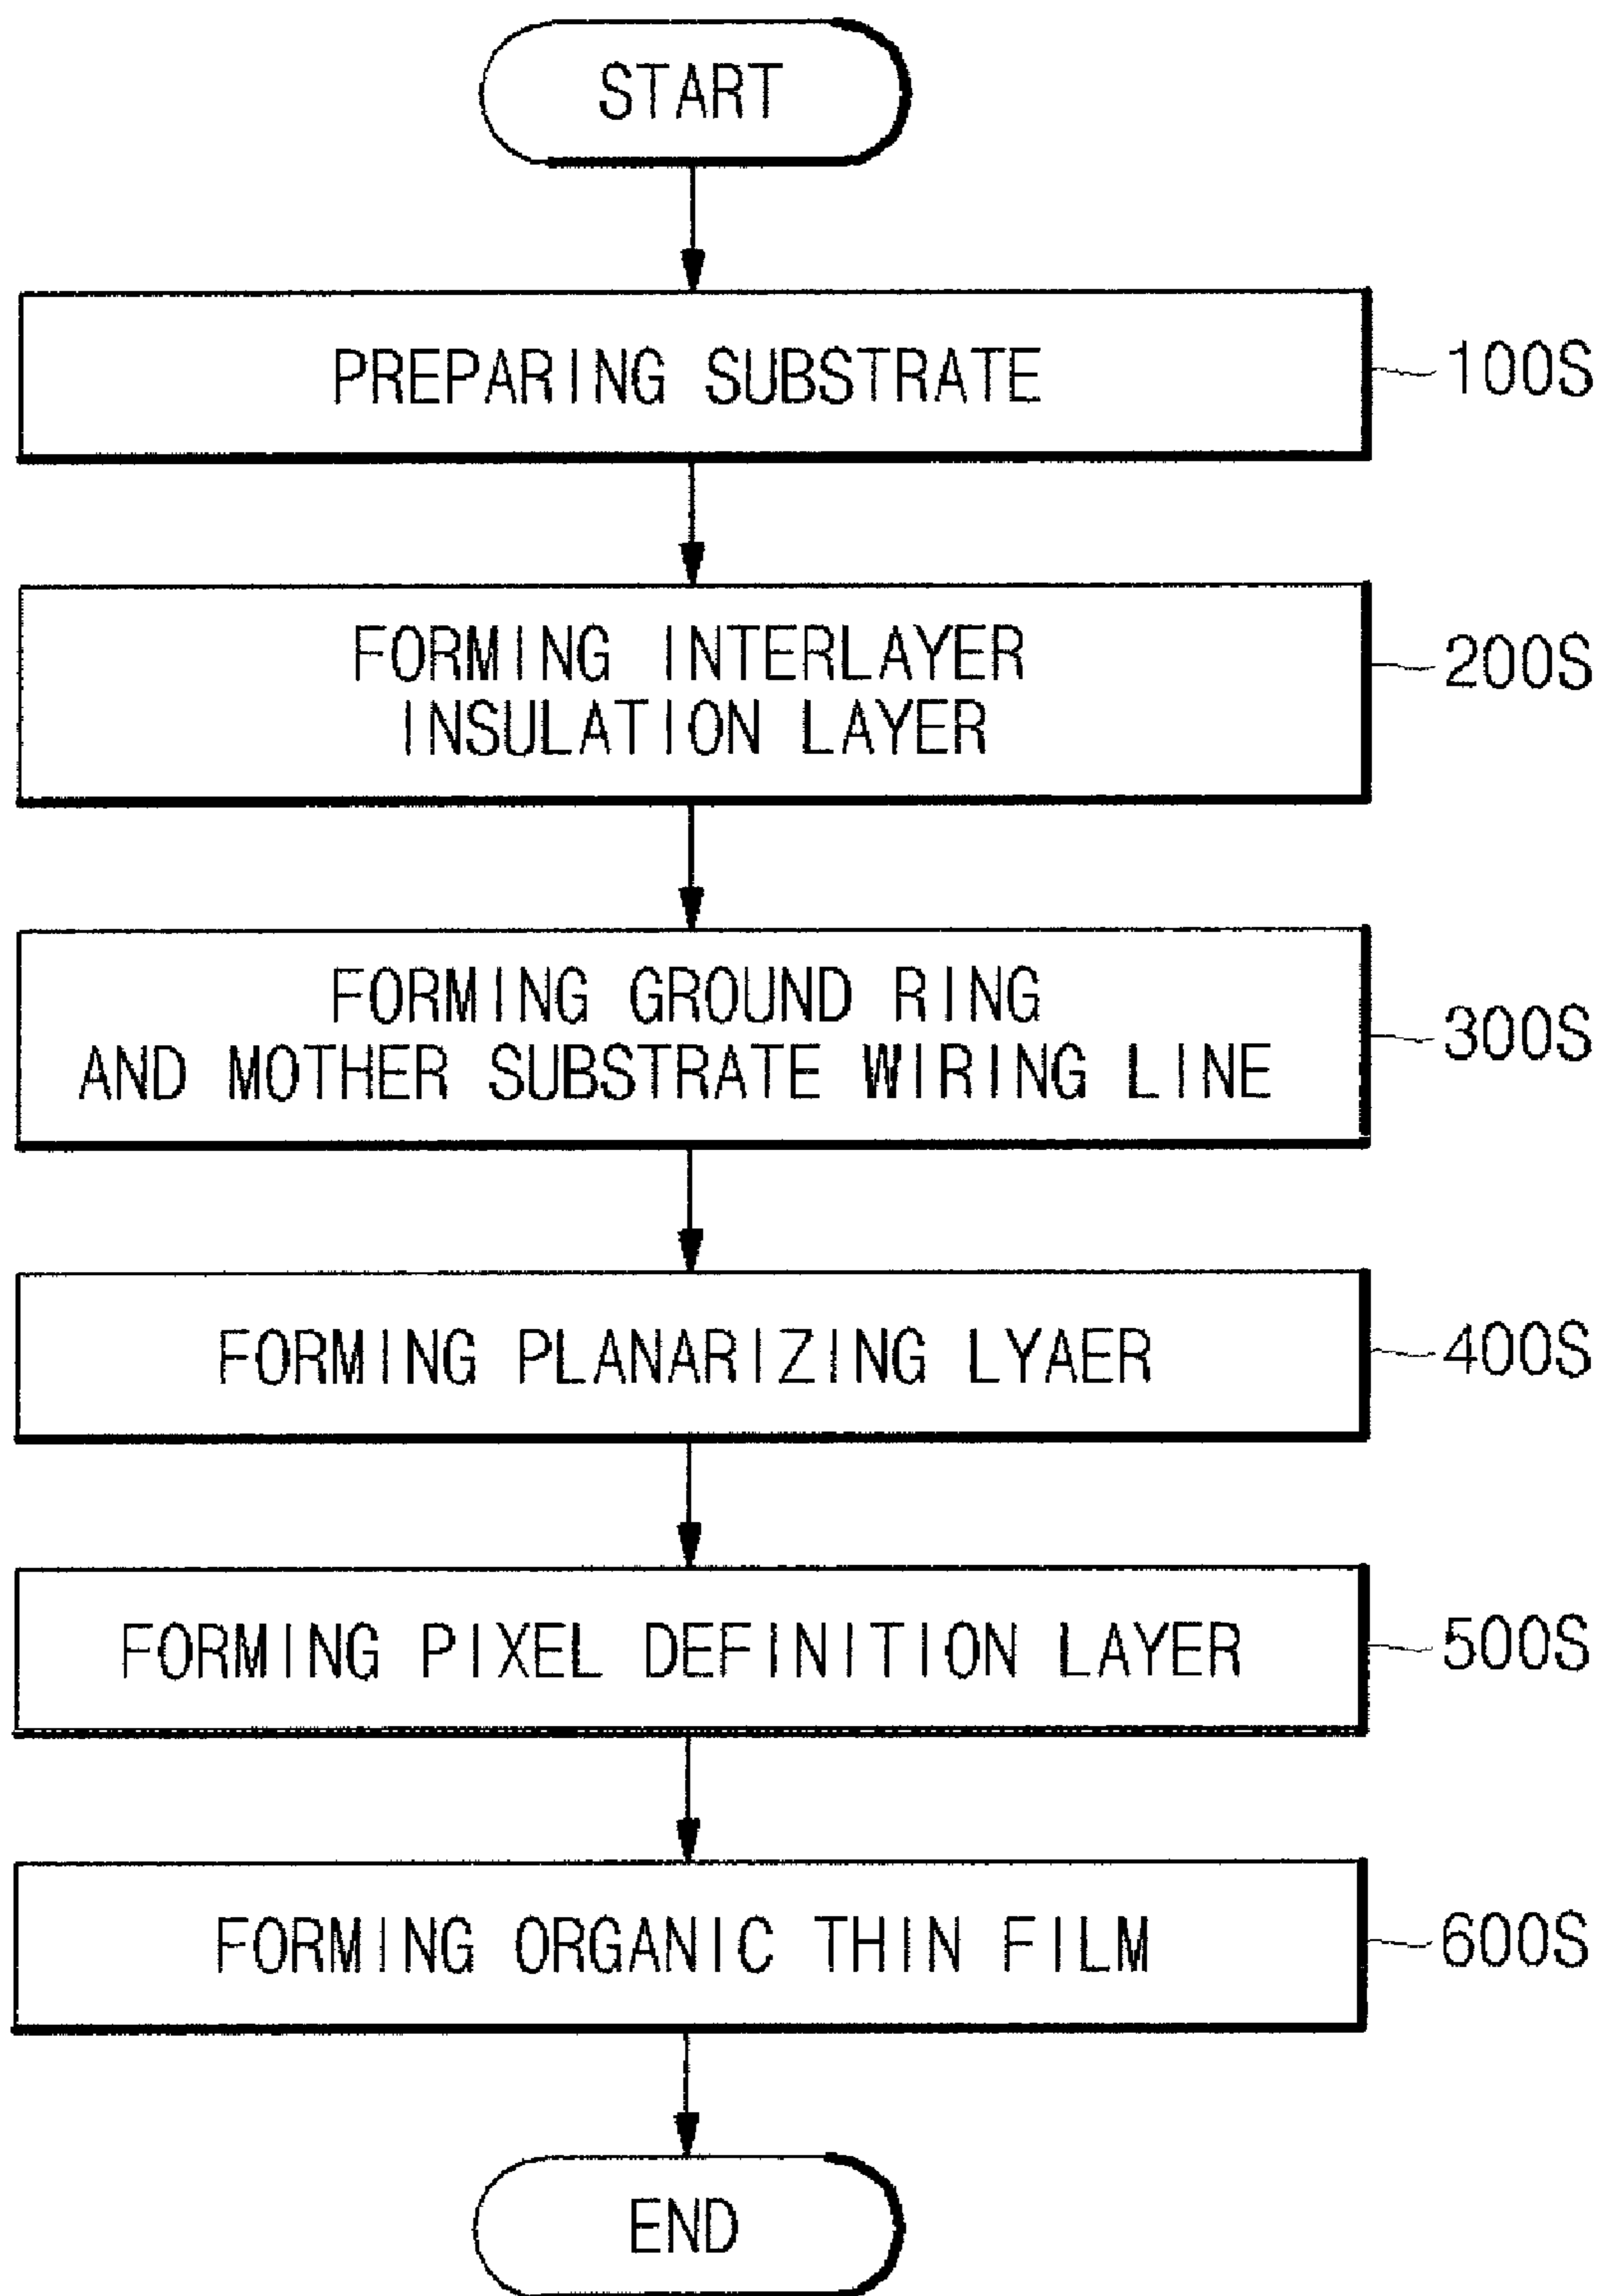 START
PREPARING SUBSTRATE
100S
FORMING INTERLAYER
INSULATION LAYER
200S
FORMING GROUND RING
AND MOTHER SUBSTRATE WIRING LINE
300S
FORMING PLANARIZING LYAER
400S
FORMING PIXEL DEFINITION LAYER
500S
FORMING ORGANIC THIN FILM
600S
END